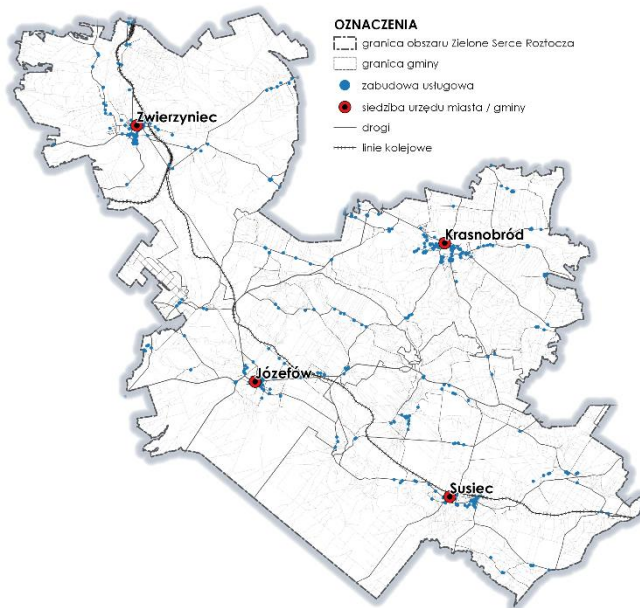 OZNACZENIA
granica obszaru Zielone Serce Roztocza
granica gminy
zabudowa usługowa
siedziba urzędu miasta / gminy
drogi
linie kolejowe
Zwierzyniec
Krasnobród
Józefów
Susiec